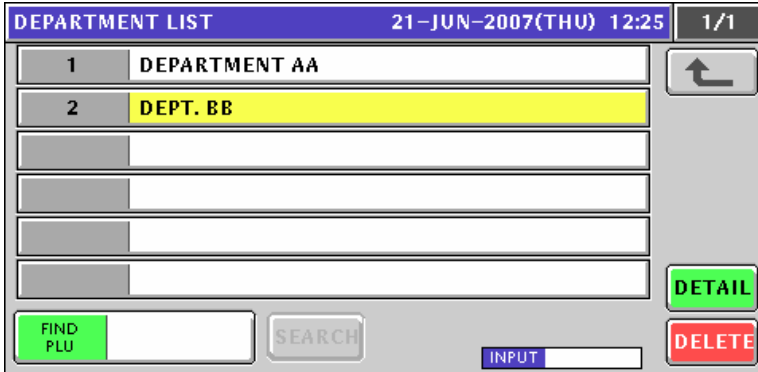 DEPARTMENT LIST 21-JUN-2007(THU) 12:25 1/1
1 DEPARTMENT AA
2 DEPT. BB
DETAIL
FIND
PLU
SEARCH
DELETE
INPUT